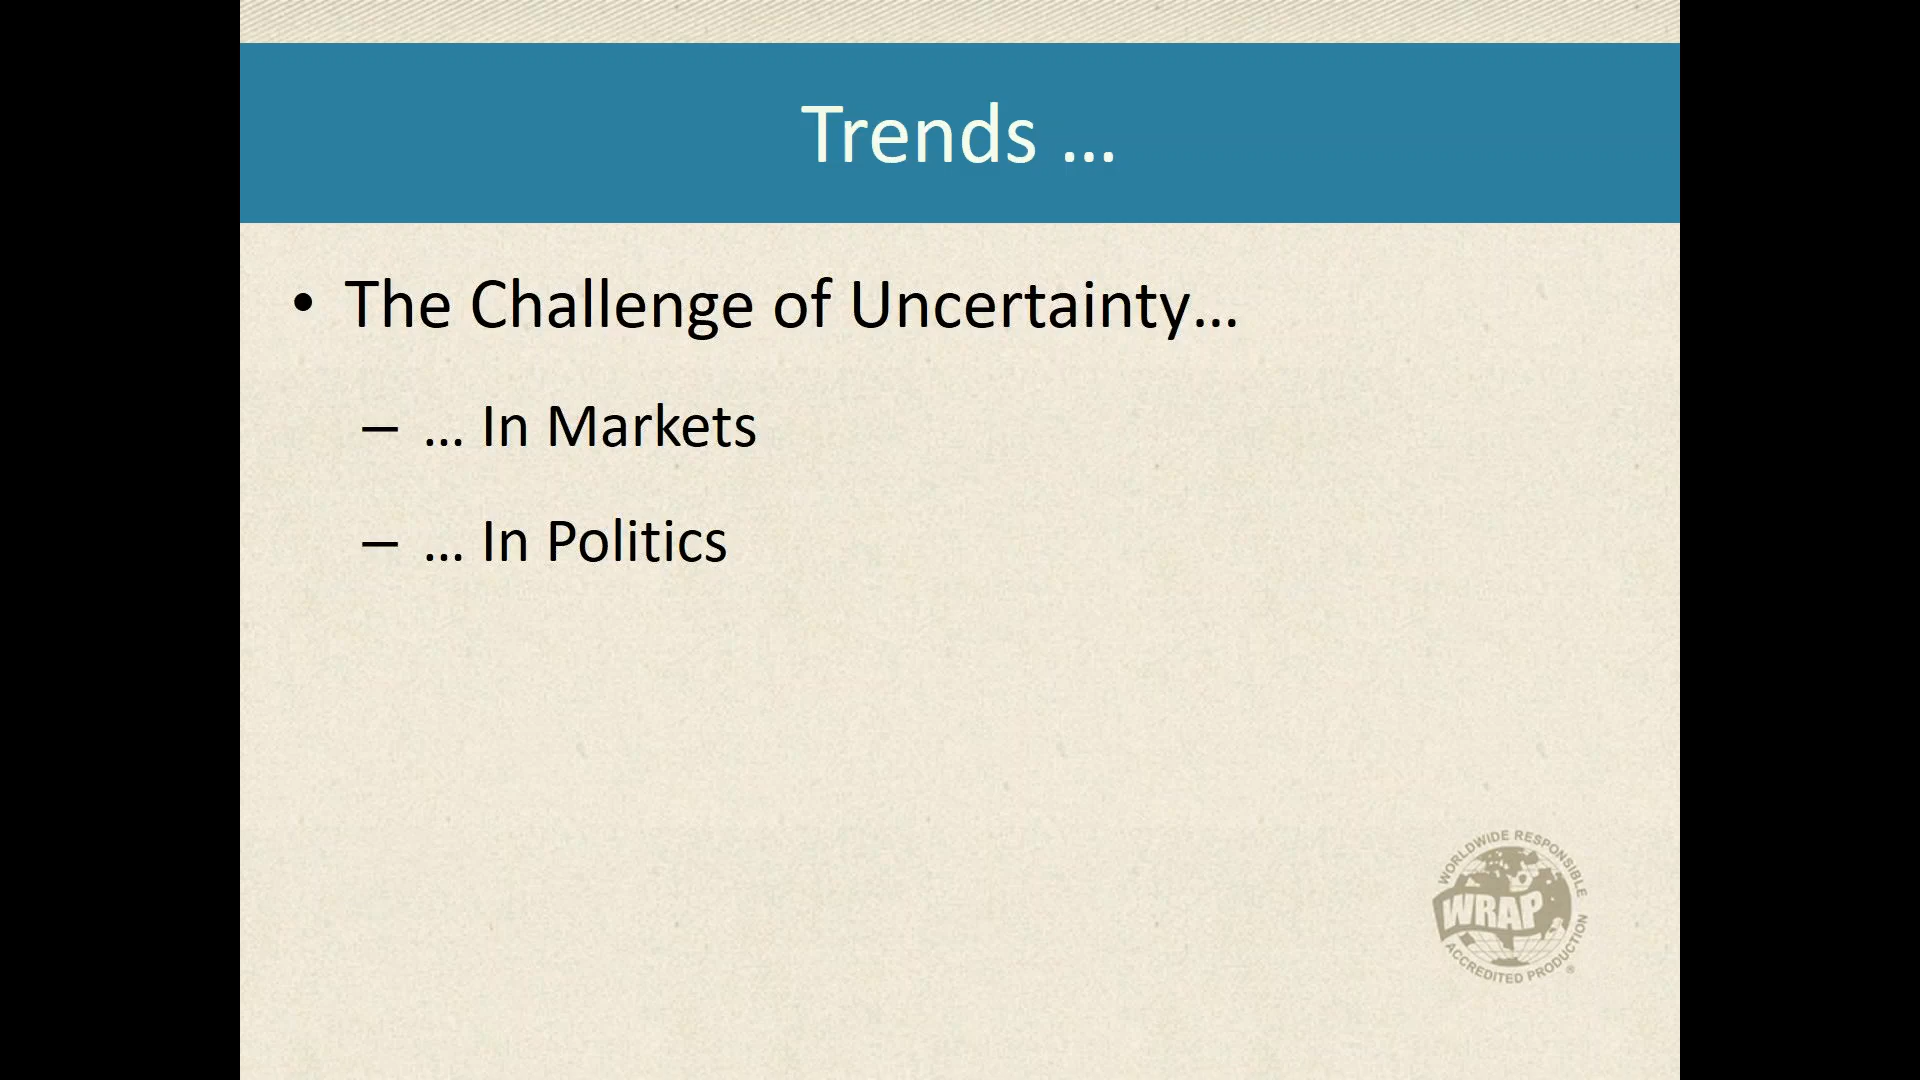 Trends ...
• The Challenge of Uncertainty...
– ... In Markets
– ... In Politics
WORLDWIDE RESPONSIBLE
WRAP
ACCREDITED PRODUCTION
®